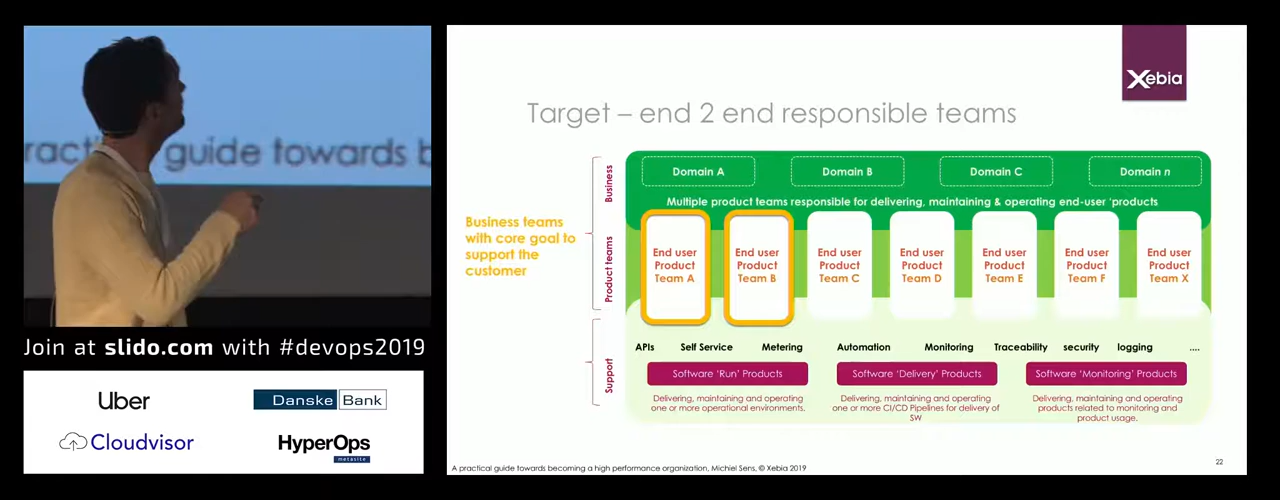 racti guide towards b
Join at slido.com with #devops2019
Uber
Danske Bank
Cloudvisor
HyperOps
metasite
Xebia
Target – end 2 end responsible teams
Business teams
with core goal to
support the
customer
Business
Product teams
Support
Domain A
Domain B
Domain C
Domain n
Multiple product teams responsible for delivering, maintaining & operating end-user ‘products
End user
Product
Team A
End user
Product
Team B
End user
Product
Team C
End user
Product
Team D
End user
Product
Team E
End user
Product
Team F
End user
Product
Team X
APIs Self Service Metering Automation Monitoring Traceability security logging ....
Software ‘Run’ Products
Delivering, maintaining and operating
one or more operational environments.
Software ‘Delivery’ Products
Delivering, maintaining and operating
one or more CI/CD Pipelines for delivery of
SW
Software ‘Monitoring’ Products
Delivering, maintaining and operating
products related to monitoring and
product usage.
A practical guide towards becoming a high performance organization, Michiel Sens, © Xebia 2019
22